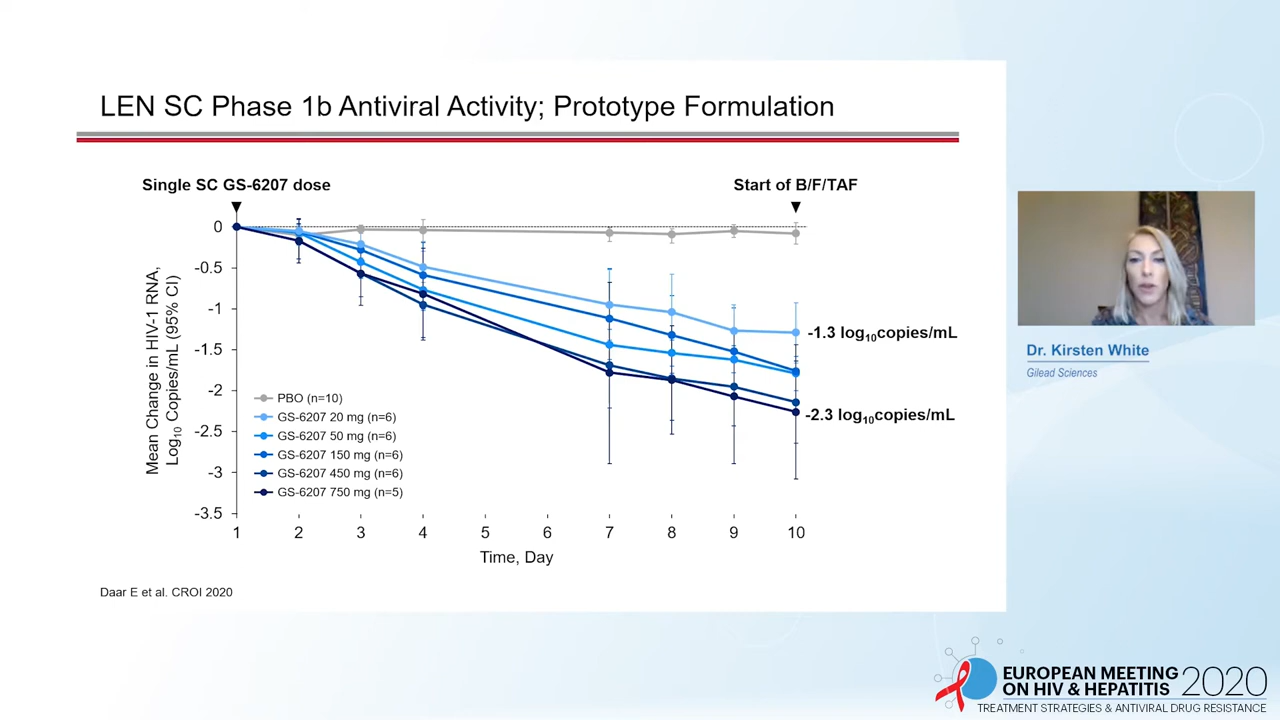 LEN SC Phase 1b Antiviral Activity; Prototype Formulation
Single SC GS-6207 dose
Start of B/F/TAF
Mean Change in HIV-1 RNA,
Log10 Copies/mL (95% CI)
0
-0.5
-1
-1.5
-2
-2.5
-3
-3.5
-1.3 log10copies/mL
-2.3 log10copies/mL
PBO (n=10)
GS-6207 20 mg (n=6)
GS-6207 50 mg (n=6)
GS-6207 150 mg (n=6)
GS-6207 450 mg (n=6)
GS-6207 750 mg (n=5)
1 2 3 4 5 6 7 8 9 10
Time, Day
Daar E et al. CROI 2020
Dr. Kirsten White
Gilead Sciences
EUROPEAN MEETING
ON HIV & HEPATITIS 2020
TREATMENT STRATEGIES & ANTIVIRAL DRUG RESISTANCE